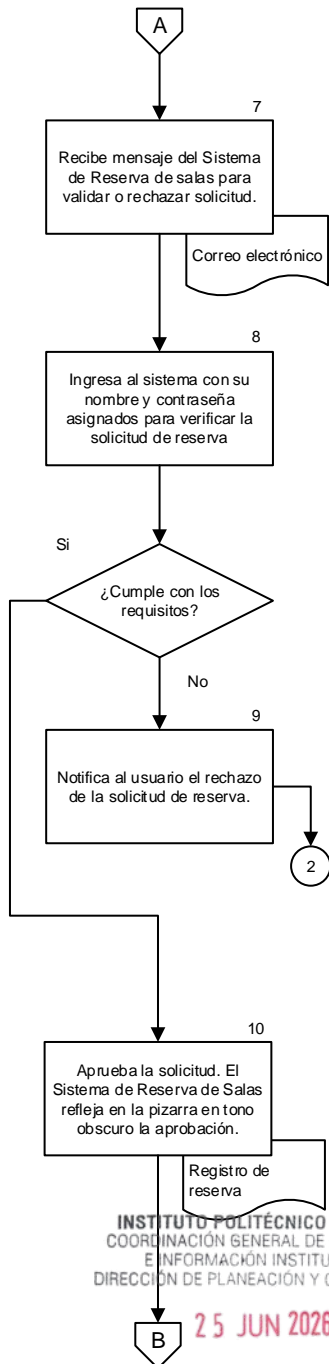 A
7
Recibe mensaje del Sistema
de Reserva de salas para
validar o rechazar solicitud.
Correo electrónico
8
Ingresa al sistema con su
nombre y contraseña
asignados para verificar la
solicitud de reserva
Si
¿Cumple con los
requisitos?
No
9
Notifica al usuario el rechazo
de la solicitud de reserva.
2
10
Aprueba la solicitud. El
Sistema de Reserva de Salas
refleja en la pizarra en tono
obscuro la aprobación.
Registro de
reserva
INSTITUTO POLITÉCNICO
COORDINACIÓN GENERAL DE
E INFORMACIÓN INSTITU
DIRECCIÓN DE PLANEACIÓN Y
25 JUN 2026
B